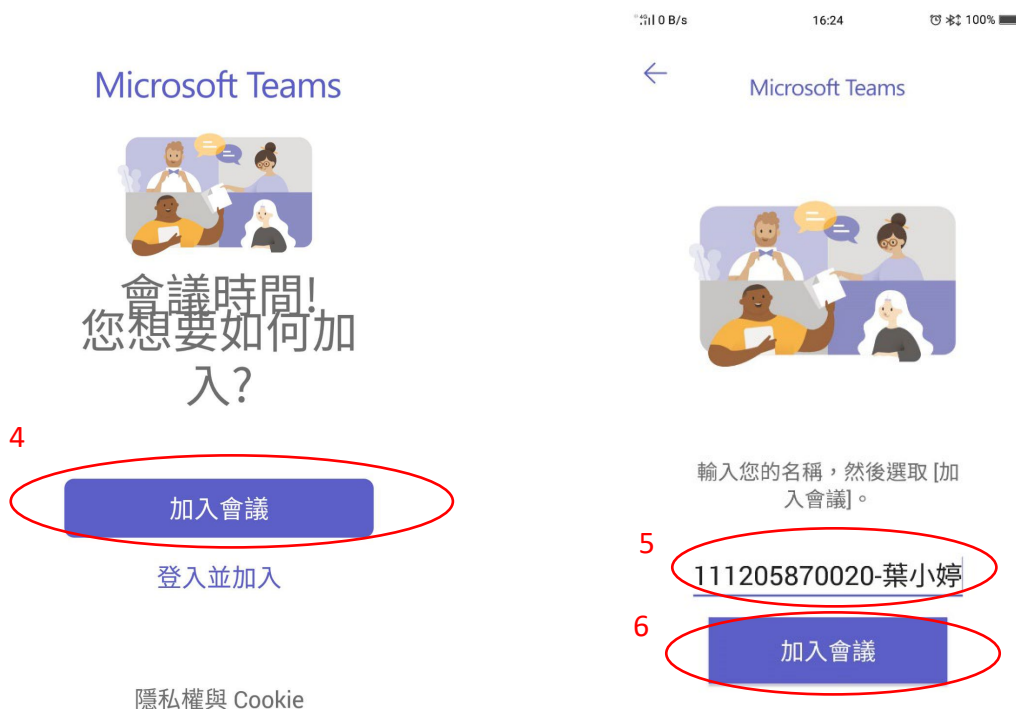 Microsoft Teams
會議時間!
您想要如何加
入?
4
加入會議
登入並加入
隱私權與 Cookie
4G 0 B/s 16:24 100%
Microsoft Teams
輸入您的名稱，然後選取 [加
入會議]。
5
111205870020-葉小婷
6
加入會議